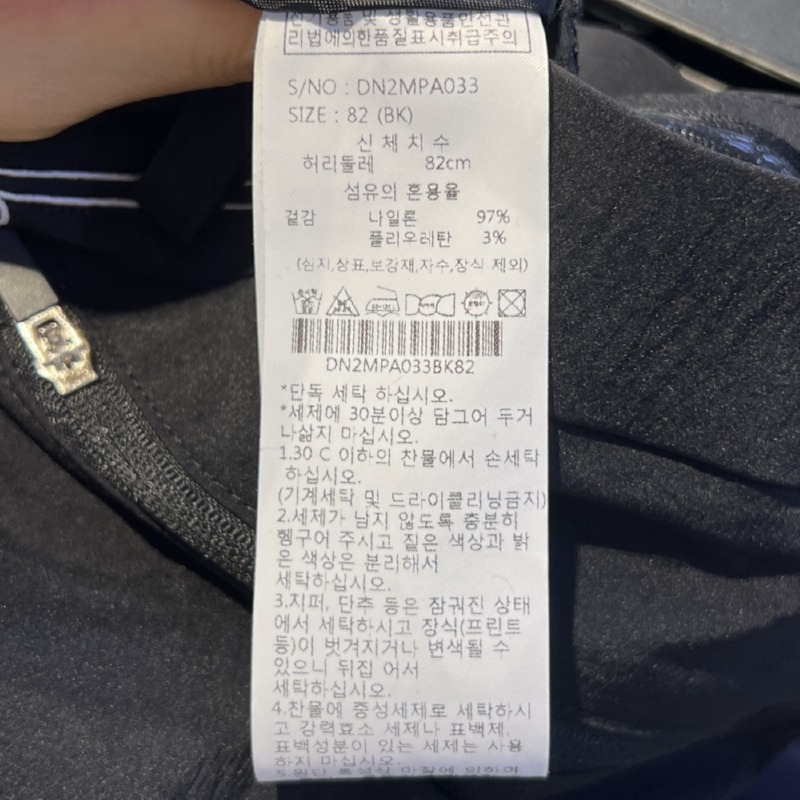 전기용품 및 생활용품안전관
리법에의한품질표시취급주의
S/NO : DN2MPA033
SIZE : 82 (BK)
신 체 치 수
허리둘레 82cm
섬유의 혼용율
겉감 나일론 97%
폴리우레탄 3%
(심지,상표,보강재,자수,장식 제외)
DN2MPA033BK82
*단독 세탁 하십시오.
*세제에 30분이상 담그어 두거
나삶지 마십시오.
1.30 C 이하의 찬물에서 손세탁
하십시오.
(기계세탁 및 드라이클리닝금지)
2.세제가 남지 않도록 충분히
헹구어 주시고 짙은 색상과 밝
은 색상은 분리해서
세탁하십시오.
3.지퍼, 단추 등은 잠궈진 상태
에서 세탁하시고 장식(프린트
등)이 벗겨지거나 변색될 수
있으니 뒤집 어서
세탁하십시오.
4.찬물에 중성세제로 세탁하시
고 강력효소 세제나 표백제,
표백성분이 있는 세제는 사용
하지 마십시오.